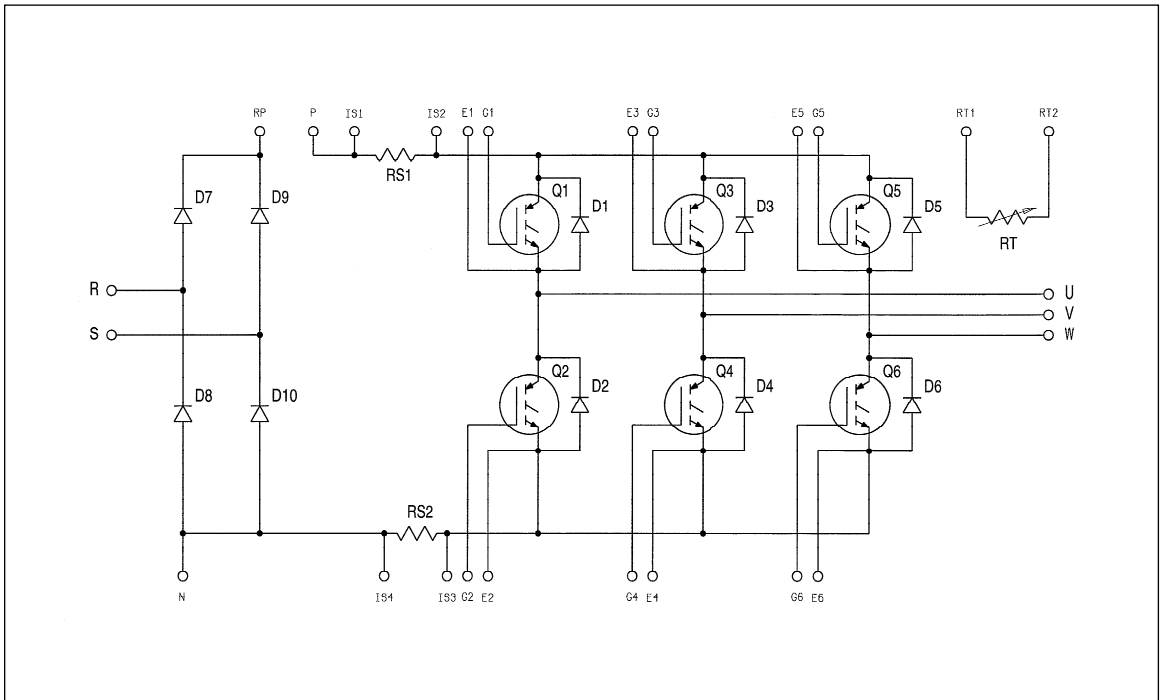 RP P IS1 IS2 E1 G1 E3 G3 E5 G5 RT1 RT2
RS1
D7 D9 Q1 D1 Q3 D3 Q5 D5
RT
R U
V
S W
D8 D10 Q2 D2 Q4 D4 Q6 D6
RS2
N IS4 IS3 G2 E2 G4 E4 G6 E6